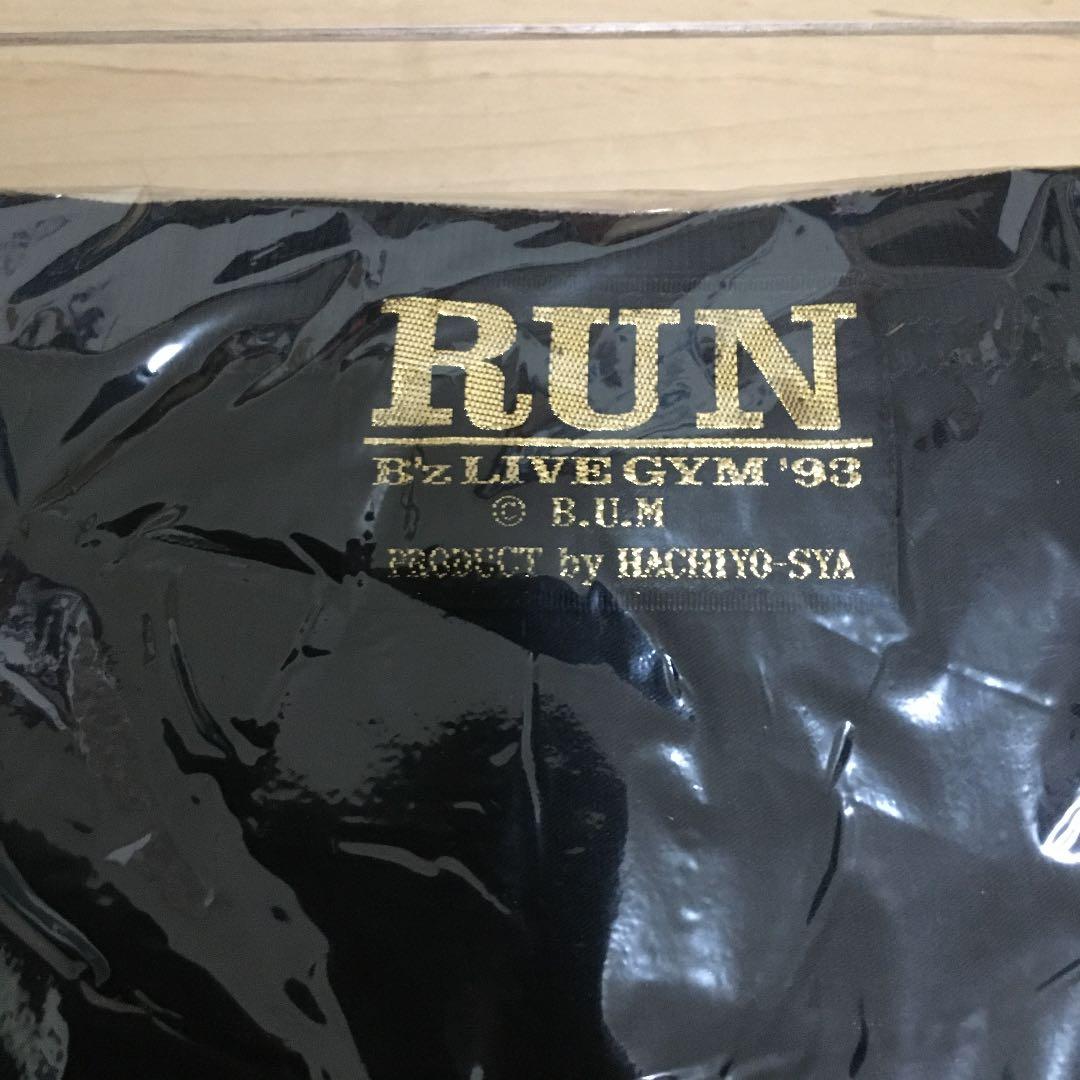 RUN
B'z LIVE GYM '93
© B.U.M
PRODUCT by HACHIYO-SYA